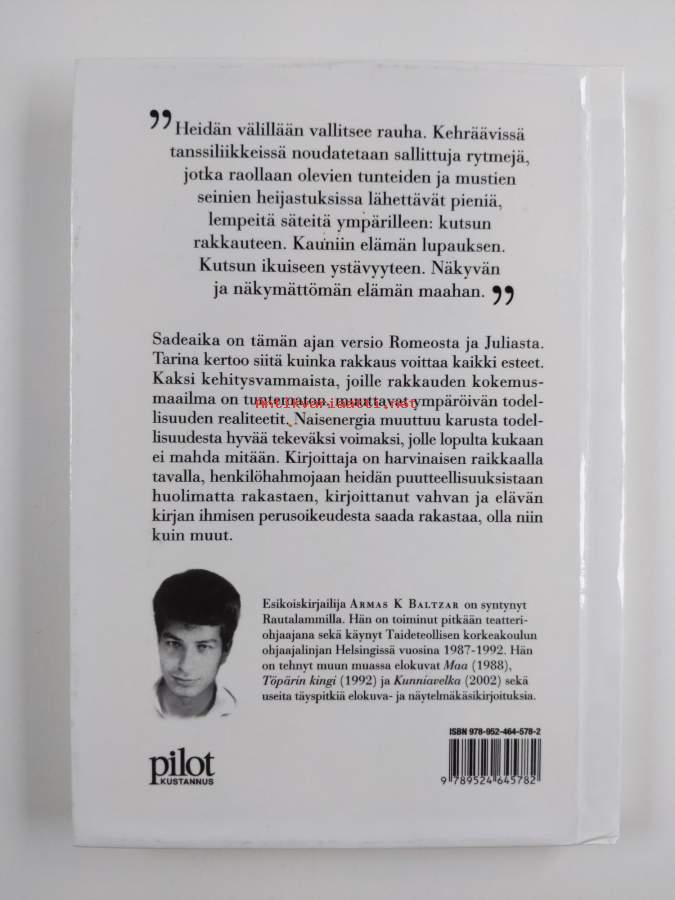 ”Heidän välillään vallitsee rauha. Kehräävissä
tanssiliikkeissä noudatetaan sallittuja rytmejä,
jotka raollaan olevien tunteiden ja mustien
seinien heijastuksissa lähettävät pieniä,
lempeitä säteitä ympärilleen: kutsun
rakkauteen. Kauniin elämän lupauksen.
Kutsun ikuiseen ystävyyteen. Näkyvän
ja näkymättömän elämän maahan.”
Sadeaika on tämän ajan versio Romeosta ja Juliasta.
Tarina kertoo siitä kuinka rakkaus voittaa kaikki esteet.
Kaksi kehitysvammaista, joille rakkauden kokemus-
maailma on tuntematon, muuttavat ympäröivän todel-
antikvariaatti.net
lisuuden realiteetit. Naisenergia muuttuu karusta todel-
lisuudesta hyvää tekeväksi voimaksi, jolle lopulta kukaan
ei mahda mitään. Kirjoittaja on harvinaisen raikkaalla
tavalla, henkilöhahmojaan heidän puutteellisuuksistaan
huolimatta rakastaen, kirjoittanut vahvan ja elävän
kirjan ihmisen perusoikeudesta saada rakastaa, olla niin
kuin muut.
Esikoiskirjailija ARMAS K BALTZAR on syntynyt
Rautalammilla. Hän on toiminut pitkään teatteri-
ohjaajana sekä käynyt Taideteollisen korkeakoulun
ohjaajalinjan Helsingissä vuosina 1987-1992. Hän
on tehnyt muun muassa elokuvat Maa (1988),
Töpärin kingi (1992) ja Kunniavelka (2002) sekä
useita täyspitkiä elokuva- ja näytelmäkäsikirjoituksia.
ISBN 978-952-464-578-2
9 789524 645782
pilot
KUSTANNUS